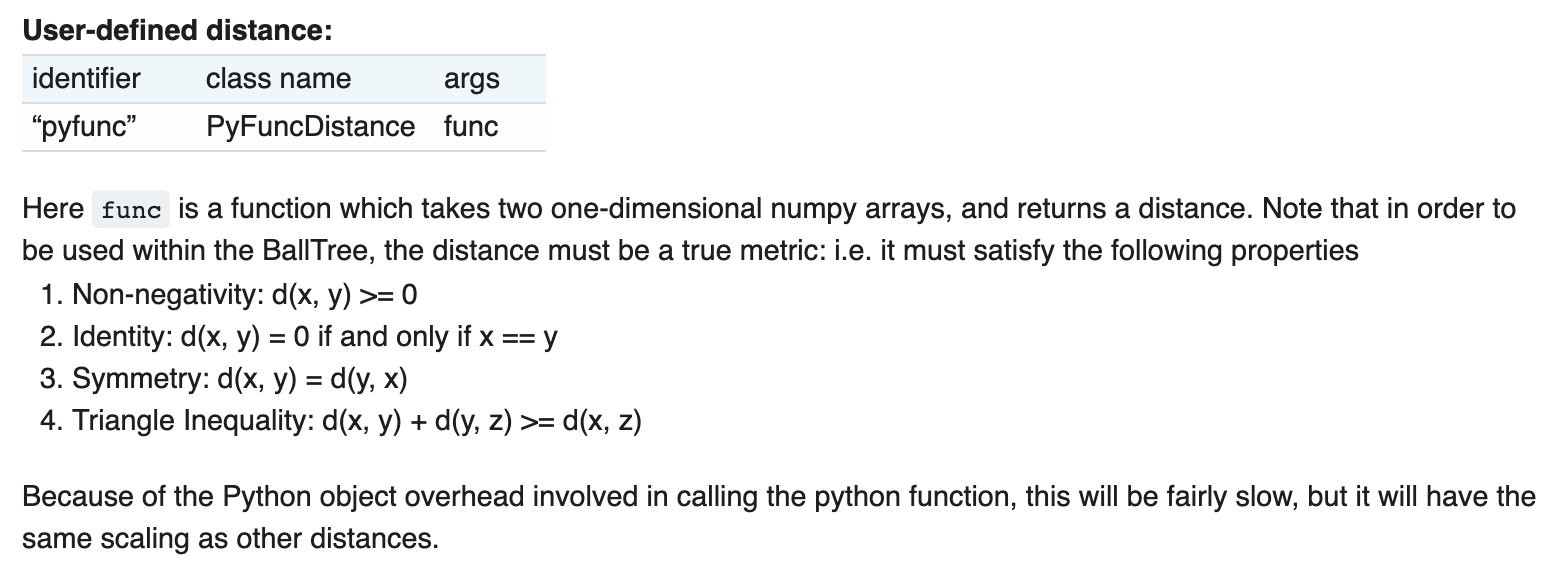 User-defined distance:
identifier class name args
“pyfunc” PyFuncDistance func
Here func is a function which takes two one-dimensional numpy arrays, and returns a distance. Note that in order to
be used within the BallTree, the distance must be a true metric: i.e. it must satisfy the following properties
1. Non-negativity: d(x, y) >= 0
2. Identity: d(x, y) = 0 if and only if x == y
3. Symmetry: d(x, y) = d(y, x)
4. Triangle Inequality: d(x, y) + d(y, z) >= d(x, z)
Because of the Python object overhead involved in calling the python function, this will be fairly slow, but it will have the
same scaling as other distances.